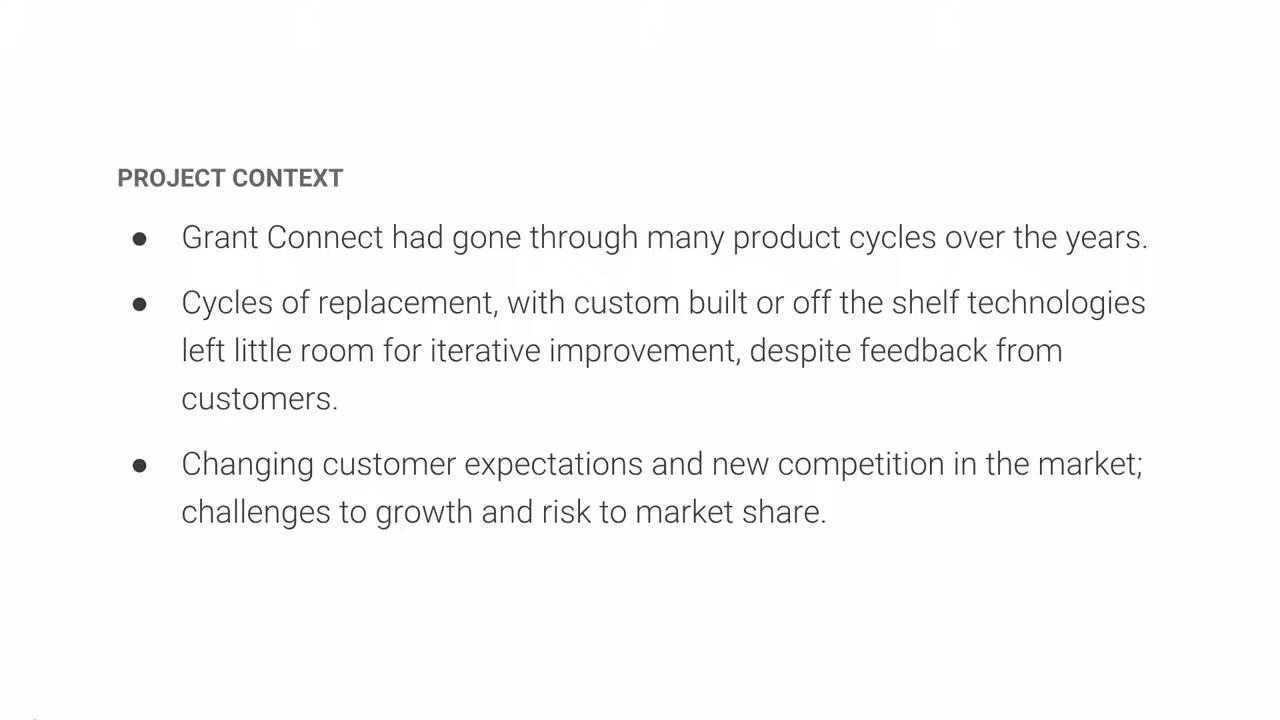 PROJECT CONTEXT
● Grant Connect had gone through many product cycles over the years.
● Cycles of replacement, with custom built or off the shelf technologies
left little room for iterative improvement, despite feedback from
customers.
● Changing customer expectations and new competition in the market;
challenges to growth and risk to market share.